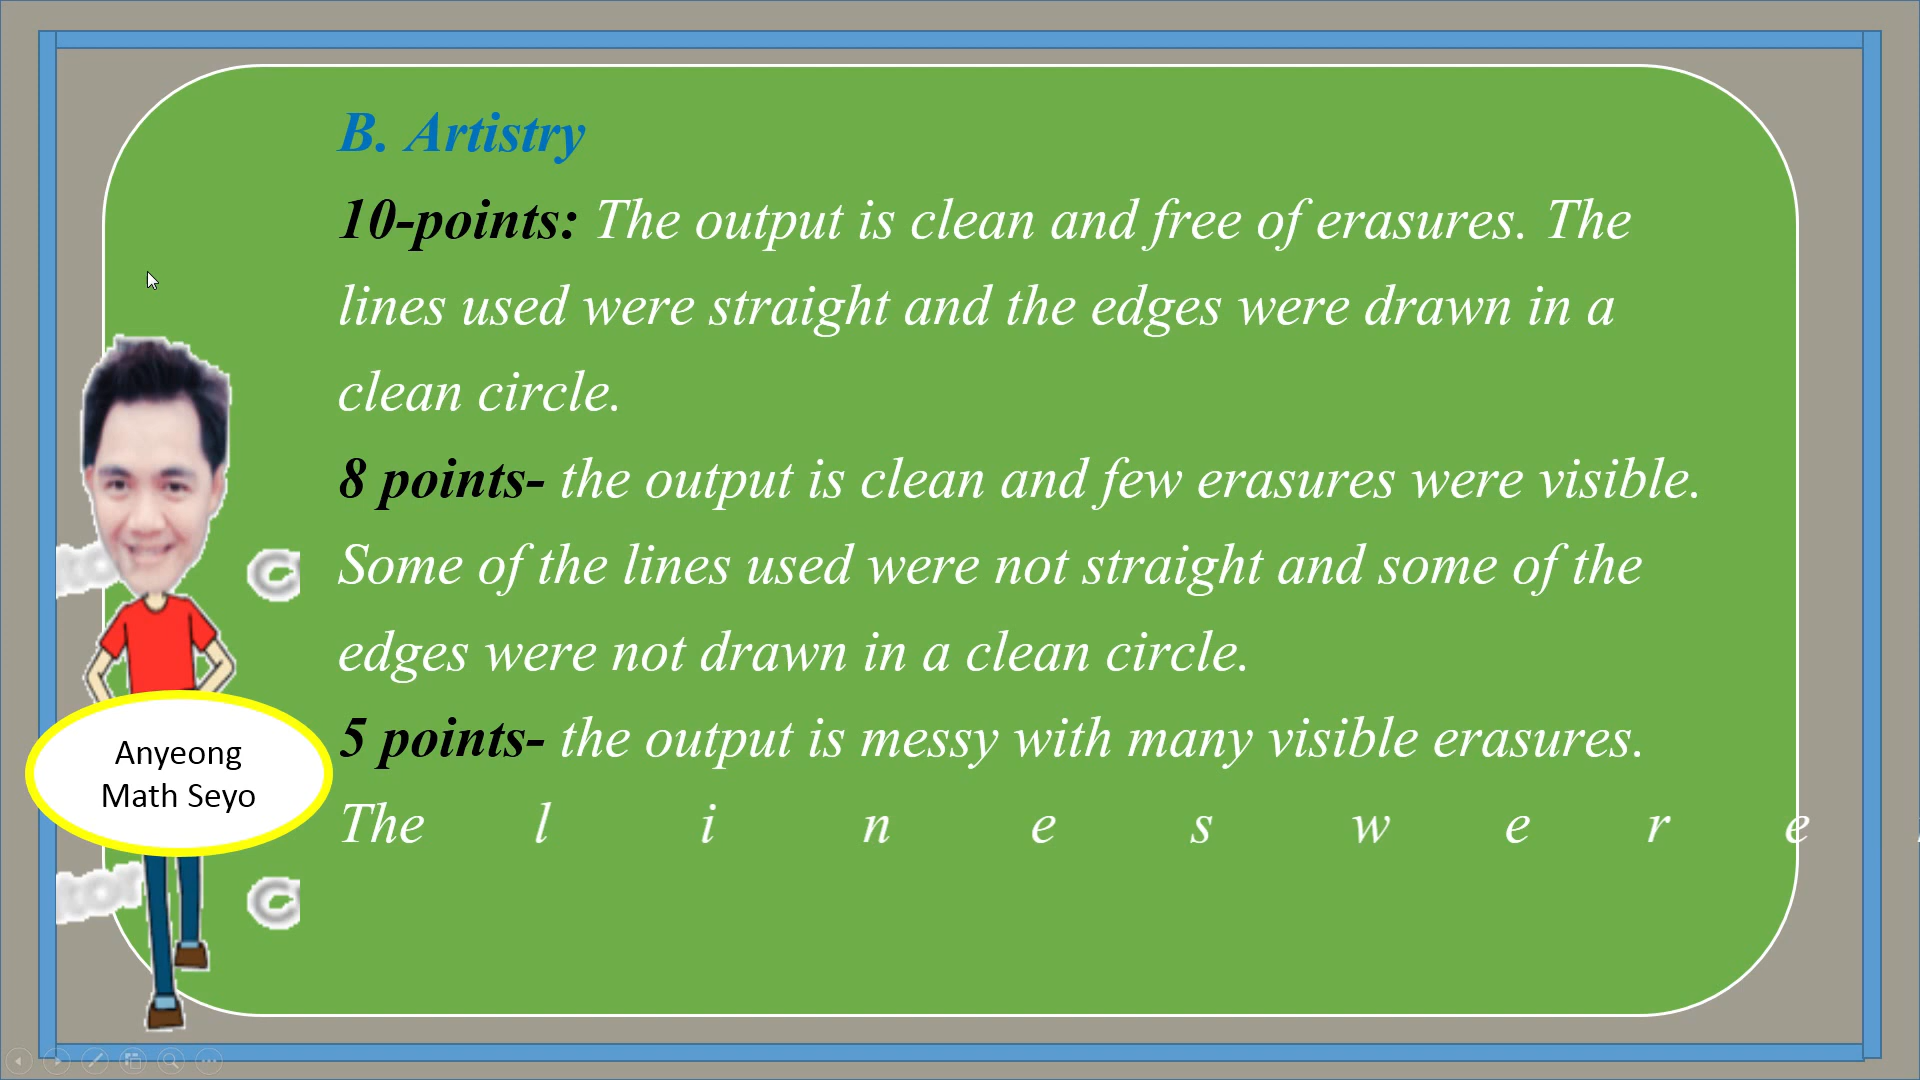 B. Artistry
10-points: The output is clean and free of erasures. The
lines used were straight and the edges were drawn in a
clean circle.
8 points- the output is clean and few erasures were visible.
Some of the lines used were not straight and some of the
edges were not drawn in a clean circle.
5 points- the output is messy with many visible erasures.
The l i n e s w e r e
Anyeong
Math Seyo